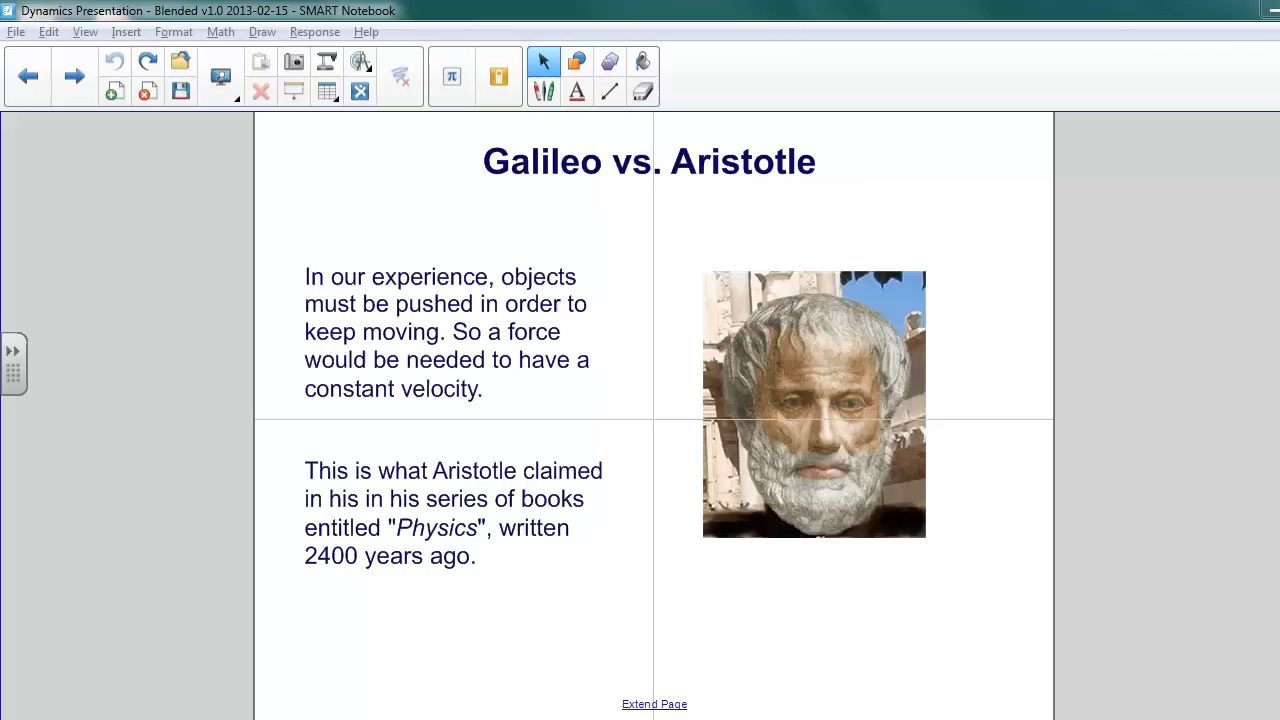 Dynamics Presentation - Blended v1.0 2013-02-15 - SMART Notebook
File Edit View Insert Format Math Draw Response Help
π
A
Galileo vs. Aristotle
In our experience, objects
must be pushed in order to
keep moving. So a force
would be needed to have a
constant velocity.
This is what Aristotle claimed
in his in his series of books
entitled "Physics", written
2400 years ago.
Extend Page